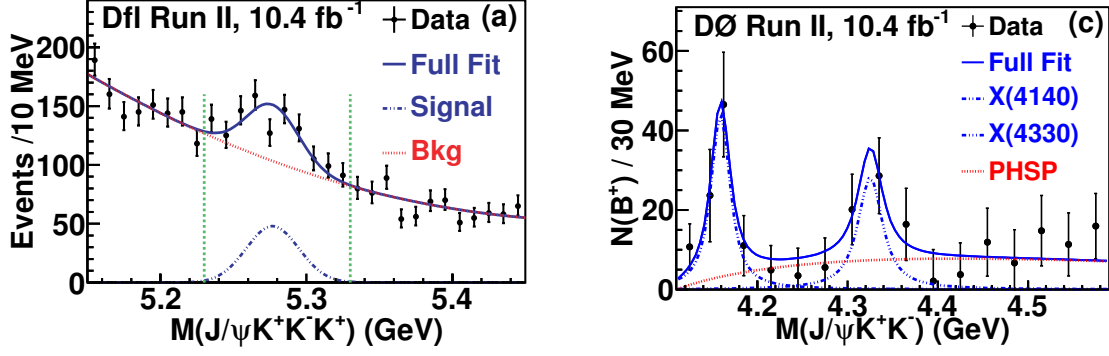 Dfl Run II, 10.4 fb⁻¹
(a)
Data
Full Fit
Signal
Bkg
Events /10 MeV
200
150
100
50
0
5.2
5.3
5.4
M(J/ψK⁺K⁻K⁺) (GeV)
DØ Run II, 10.4 fb⁻¹
(c)
Data
Full Fit
X(4140)
X(4330)
PHSP
N(B⁺) / 30 MeV
60
40
20
0
4.2
4.3
4.4
4.5
M(J/ψK⁺K⁻) (GeV)